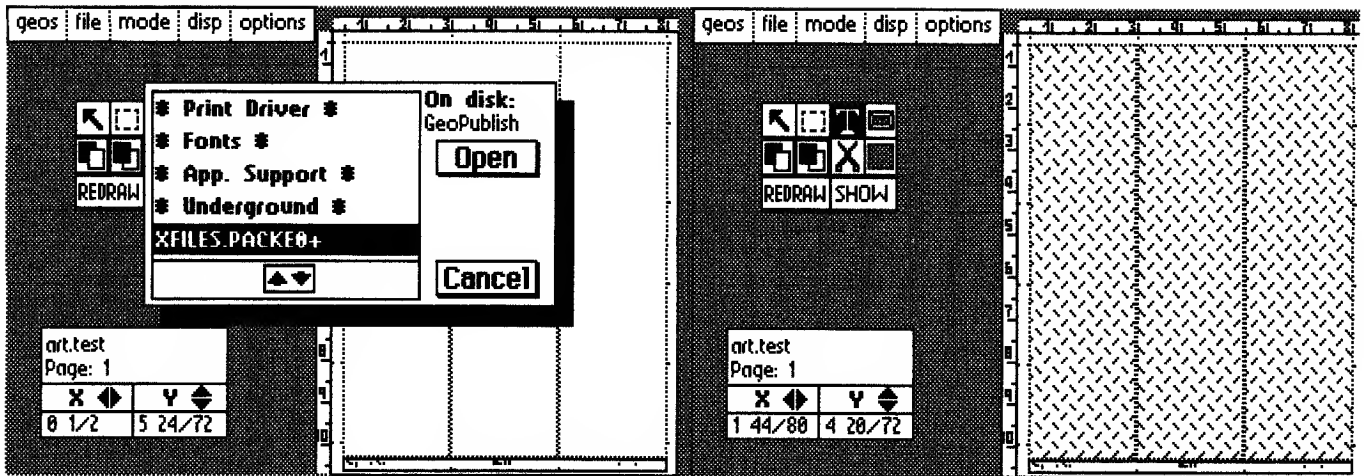 geos file mode disp options
* Print Driver *
* Fonts *
* App. Support *
* Underground *
XFILES.PACKE0+
On disk:
GeoPublish
Open
Cancel
REDRAW
art.test
Page: 1
X Y
0 1/2 5 24/72
geos file mode disp options
REDRAW SHOW
art.test
Page: 1
X Y
1 44/80 4 20/72